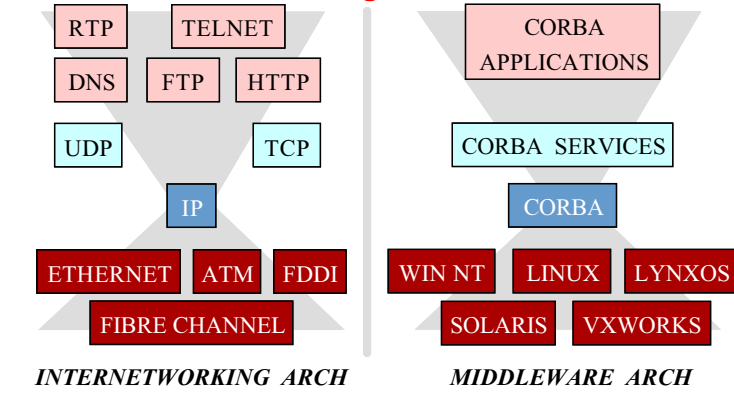 RTP TELNET
DNS FTP HTTP
UDP TCP
IP
ETHERNET ATM FDDI
FIBRE CHANNEL
INTERNETWORKING ARCH
CORBA
APPLICATIONS
CORBA SERVICES
CORBA
WIN NT LINUX LYNXOS
SOLARIS VXWORKS
MIDDLEWARE ARCH